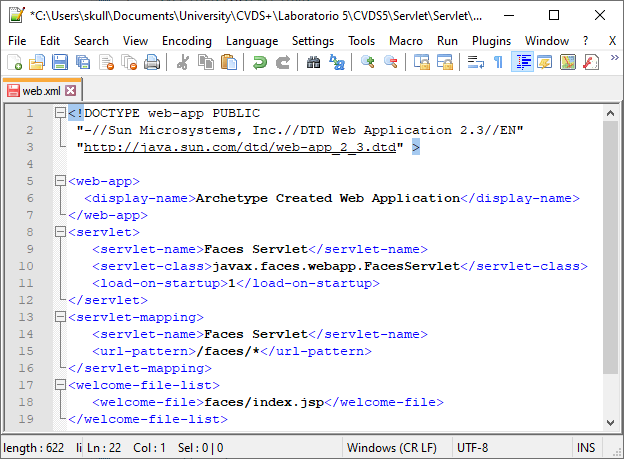 *C:\Users\skull\Documents\University\CVDS+\Laboratorio 5\CVDS5\Servlet\Servlet\...
File Edit Search View Encoding Language Settings Tools Macro Run Plugins Window ? X
web.xml
1 <!DOCTYPE web-app PUBLIC
2 "-//Sun Microsystems, Inc.//DTD Web Application 2.3//EN"
3 "http://java.sun.com/dtd/web-app_2_3.dtd" >
4
5 <web-app>
6 <display-name>Archetype Created Web Application</display-name>
7 </web-app>
8 <servlet>
9 <servlet-name>Faces Servlet</servlet-name>
10 <servlet-class>javax.faces.webapp.FacesServlet</servlet-class>
11 <load-on-startup>1</load-on-startup>
12 </servlet>
13 <servlet-mapping>
14 <servlet-name>Faces Servlet</servlet-name>
15 <url-pattern>/faces/*</url-pattern>
16 </servlet-mapping>
17 <welcome-file-list>
18 <welcome-file>faces/index.jsp</welcome-file>
19 </welcome-file-list>
length : 622 li Ln : 22 Col : 1 Sel : 0 | 0 Windows (CR LF) UTF-8 INS